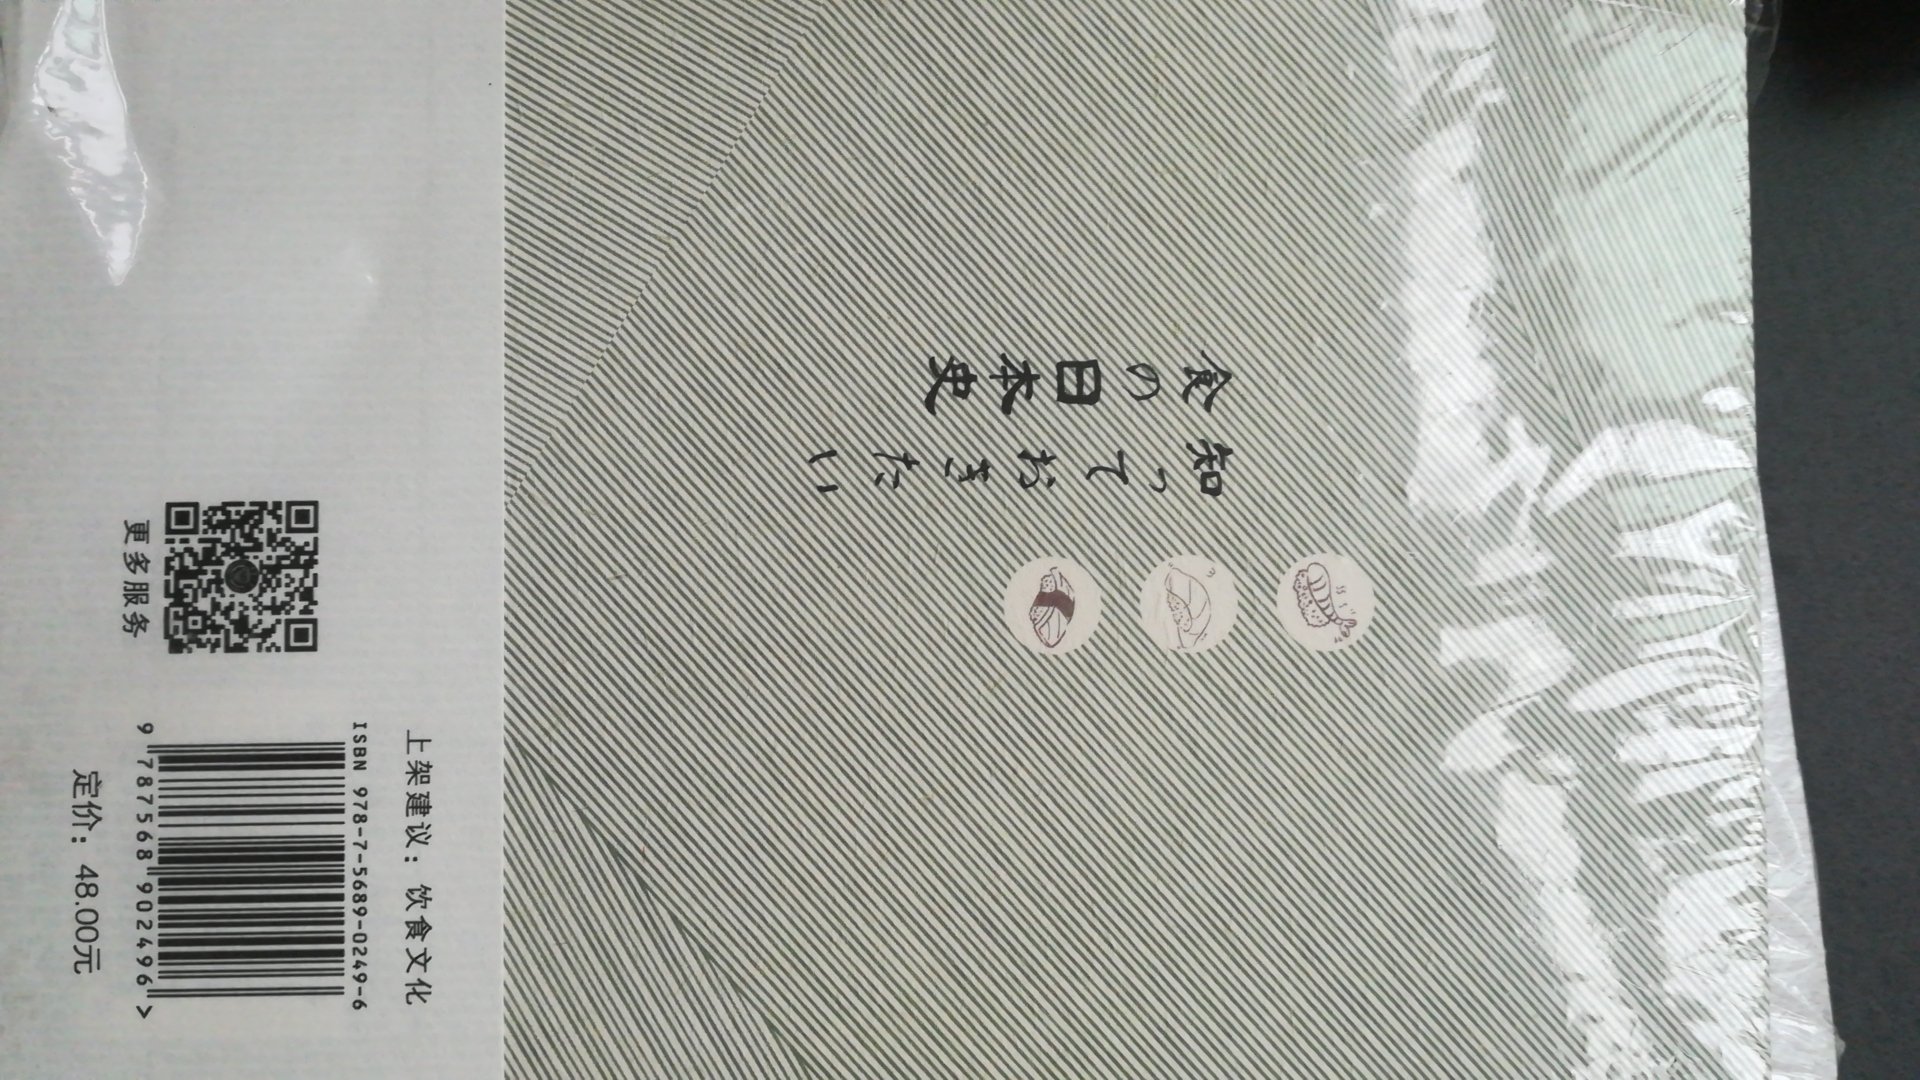 知っておきたい
食の日本史
更多服务
上架建议：饮食文化
ISBN 978-7-5689-0249-6
9 787568 902496 >
定价：48.00元